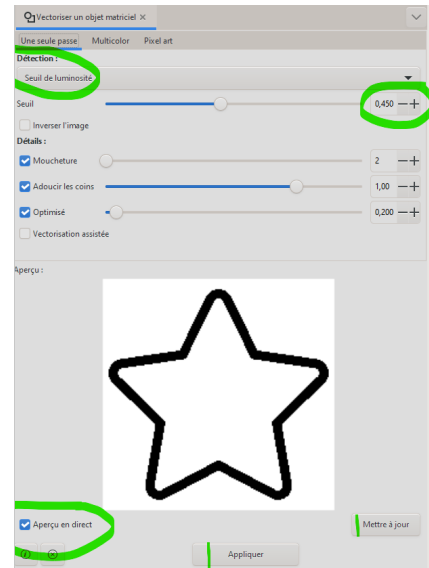 Vectoriser un objet matriciel ×
Une seule passe Multicolor Pixel art
Détection :
Seuil de luminosité
Seuil 0,450 — +
Inverser l'image
Détails :
Moucheture 2 — +
Adoucir les coins 1,00 — +
Optimisé 0,200 — +
Vectorisation assistée
Aperçu :
Aperçu en direct Mettre à jour
Appliquer